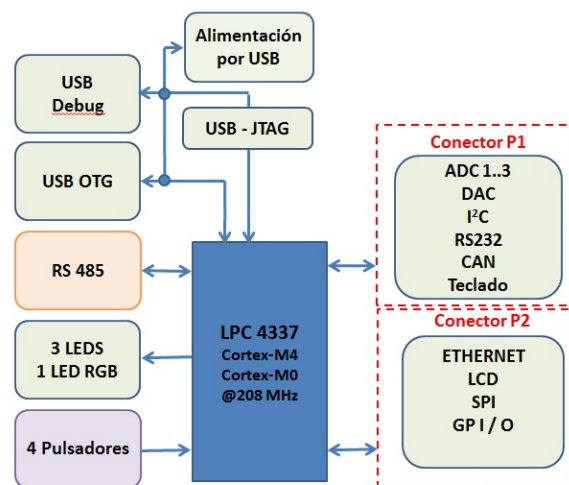 Alimentación
por USB
USB
Debug
USB - JTAG
USB OTG
RS 485
3 LEDS
1 LED RGB
4 Pulsadores
LPC 4337
Cortex-M4
Cortex-M0
@208 MHz
Conector P1
ADC 1..3
DAC
I²C
RS232
CAN
Teclado
Conector P2
ETHERNET
LCD
SPI
GP I / O